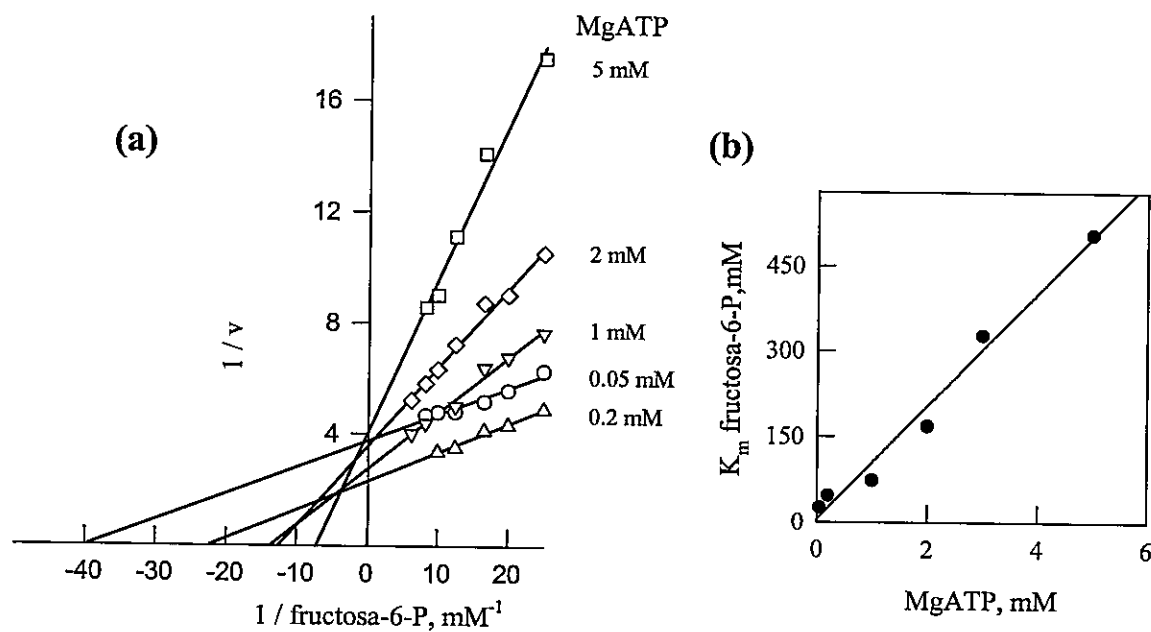 (a)
MgATP
5 mM
2 mM
1 mM
0.05 mM
0.2 mM
16
12
8
4
1 / v
-40 -30 -20 -10 0 10 20
1 / fructosa-6-P, mM⁻¹
(b)
K_m fructosa-6-P,mM
450
300
150
0
0 2 4 6
MgATP, mM